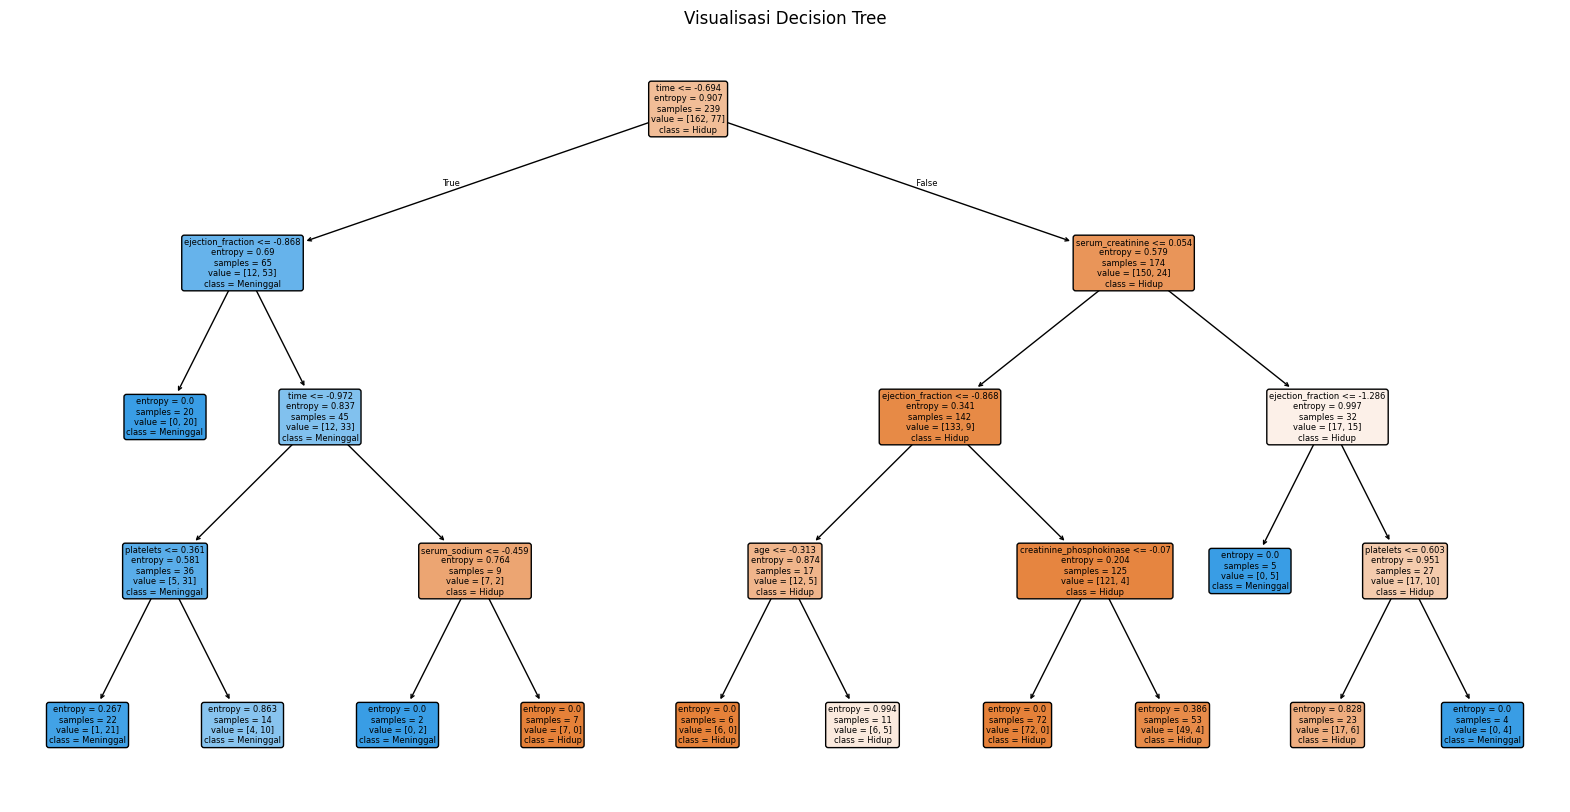 Visualisasi Decision Tree
time <= -0.694
entropy = 0.907
samples = 239
value = [162, 77]
class = Hidup
True
False
ejection_fraction <= -0.868
entropy = 0.69
samples = 65
value = [12, 53]
class = Meninggal
serum_creatinine <= 0.054
entropy = 0.579
samples = 174
value = [150, 24]
class = Hidup
entropy = 0.0
samples = 20
value = [0, 20]
class = Meninggal
time <= -0.972
entropy = 0.837
samples = 45
value = [12, 33]
class = Meninggal
ejection_fraction <= -0.868
entropy = 0.341
samples = 142
value = [133, 9]
class = Hidup
ejection_fraction <= -1.286
entropy = 0.997
samples = 32
value = [17, 15]
class = Hidup
platelets <= 0.361
entropy = 0.581
samples = 36
value = [5, 31]
class = Meninggal
serum_sodium <= -0.459
entropy = 0.764
samples = 9
value = [7, 2]
class = Hidup
age <= -0.313
entropy = 0.874
samples = 17
value = [12, 5]
class = Hidup
creatinine_phosphokinase <= -0.07
entropy = 0.204
samples = 125
value = [121, 4]
class = Hidup
entropy = 0.0
samples = 5
value = [0, 5]
class = Meninggal
platelets <= 0.603
entropy = 0.951
samples = 27
value = [17, 10]
class = Hidup
entropy = 0.267
samples = 22
value = [1, 21]
class = Meninggal
entropy = 0.863
samples = 14
value = [4, 10]
class = Meninggal
entropy = 0.0
samples = 2
value = [0, 2]
class = Meninggal
entropy = 0.0
samples = 7
value = [7, 0]
class = Hidup
entropy = 0.0
samples = 6
value = [6, 0]
class = Hidup
entropy = 0.994
samples = 11
value = [6, 5]
class = Hidup
entropy = 0.0
samples = 72
value = [72, 0]
class = Hidup
entropy = 0.386
samples = 53
value = [49, 4]
class = Hidup
entropy = 0.828
samples = 23
value = [17, 6]
class = Hidup
entropy = 0.0
samples = 4
value = [0, 4]
class = Meninggal